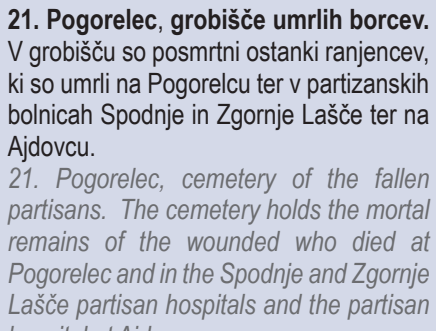 21. Pogorelec, grobišče umrlih borcev.
V grobišču so posmrtni ostanki ranjencev,
ki so umrli na Pogorelcu ter v partizanskih
bolnicah Spodnje in Zgornje Lašče ter na
Ajdovcu.
21. Pogorelec, cemetery of the fallen
partisans. The cemetery holds the mortal
remains of the wounded who died at
Pogorelec and in the Spodnje and Zgornje
Lašče partisan hospitals and the partisan